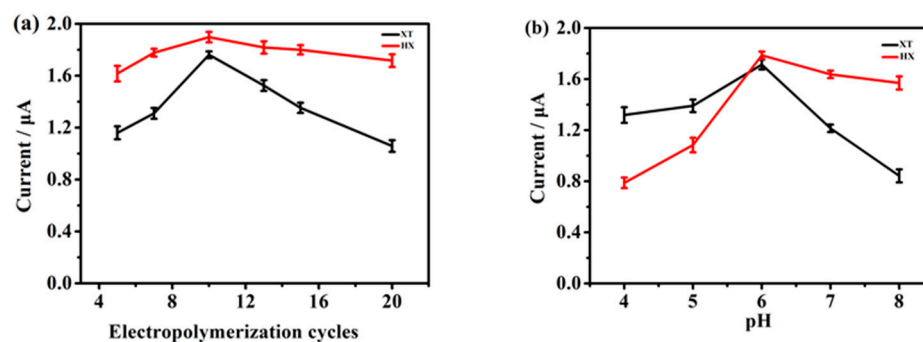 (a)
2.0
1.6
1.2
0.8
0.4
0.0
Current / μA
XT
HX
4 8 12 16 20
Electropolymerization cycles
(b)
2.0
1.6
1.2
0.8
0.4
0.0
Current / μA
XT
HX
4 5 6 7 8
pH